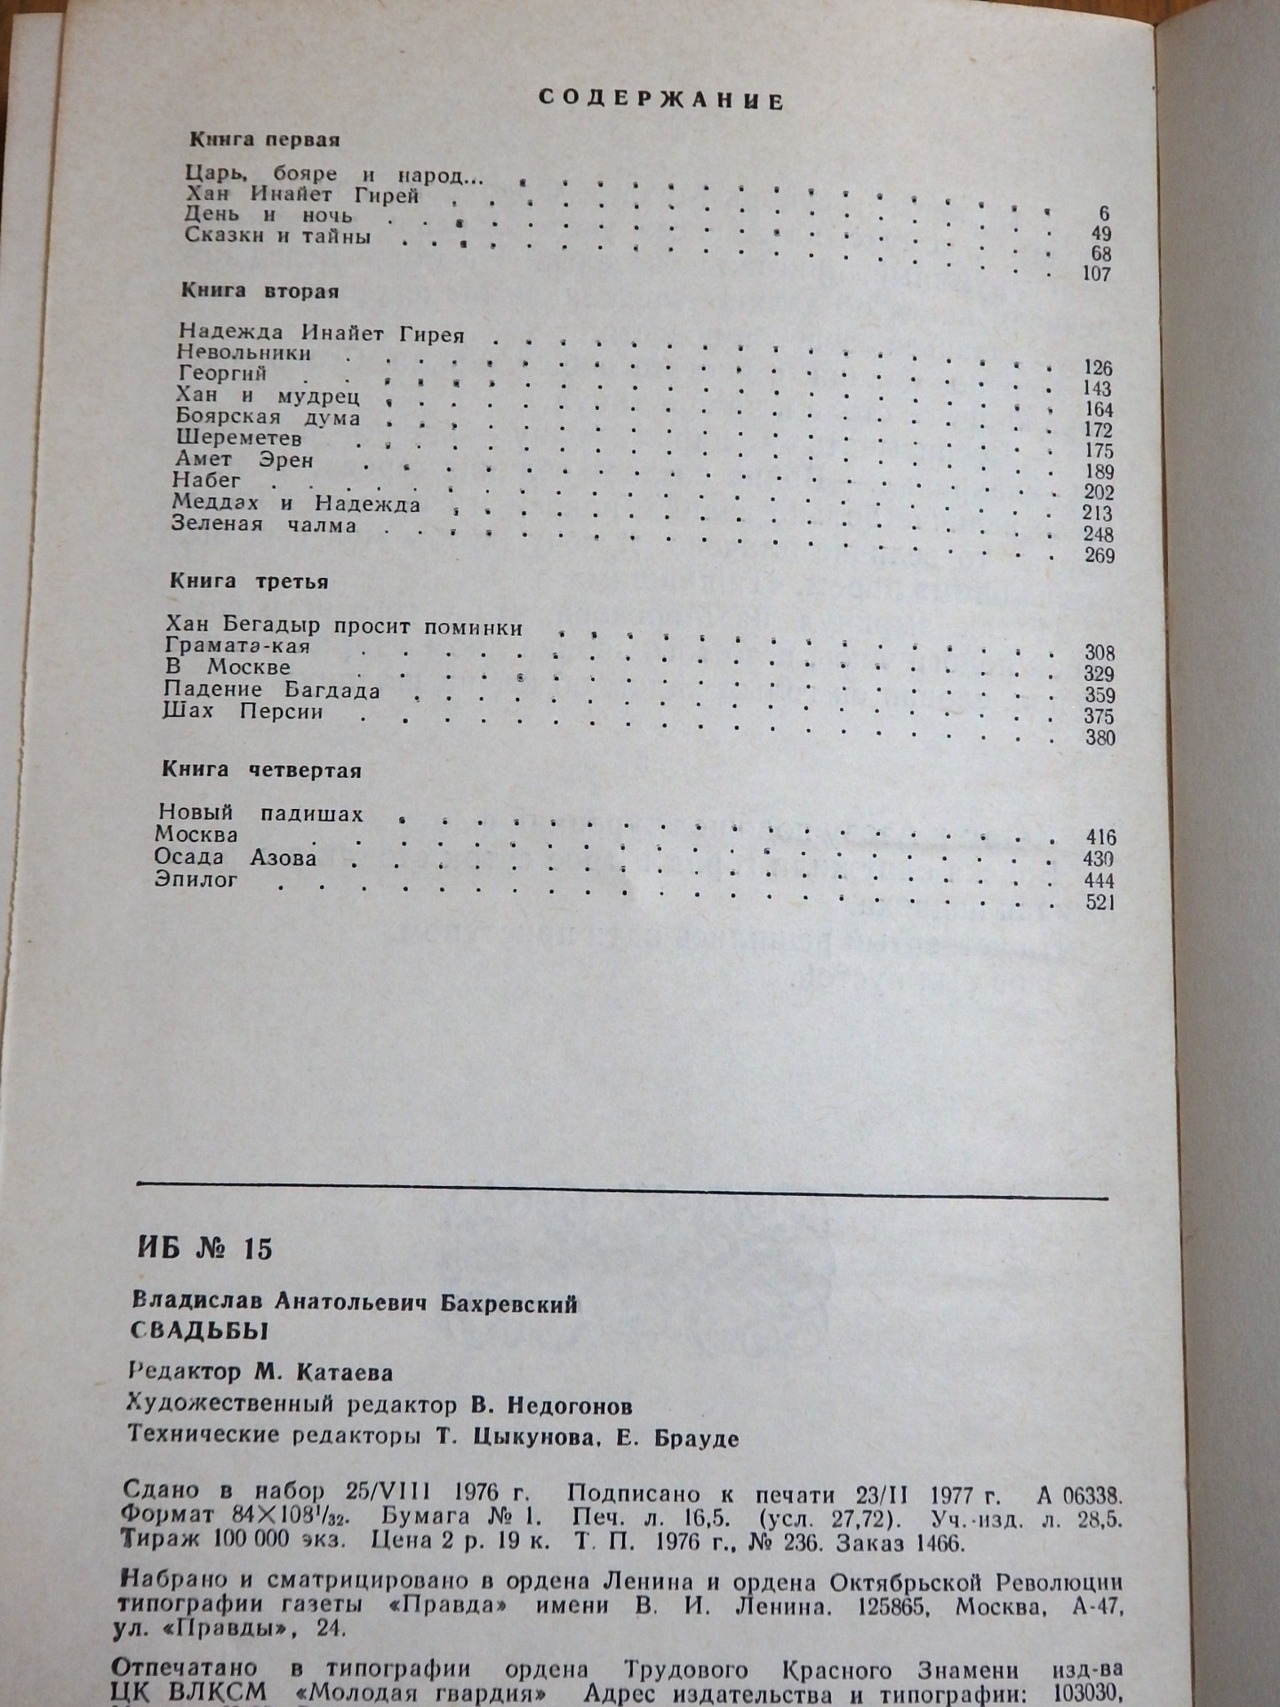 СОДЕРЖАНИЕ
Книга первая
Царь, бояре и народ... 6
Хан Инайет Гирей 49
День и ночь 68
Сказки и тайны 107
Книга вторая
Надежда Инайет Гирея 126
Невольники 143
Георгий 164
Хан и мудрец 172
Боярская дума 175
Шереметев 189
Амет Эрен 202
Набег 213
Меддах и Надежда 248
Зеленая чалма 269
Книга третья
Хан Бегадыр просит поминки 308
Грамата-кая 329
В Москве 359
Падение Багдада 375
Шах Персии 380
Книга четвертая
Новый падишах 416
Москва 430
Осада Азова 444
Эпилог 521
ИБ № 15
Владислав Анатольевич Бахревский
СВАДЬБЫ
Редактор М. Катаева
Художественный редактор В. Недогонов
Технические редакторы Т. Цыкунова, Е. Брауде
Сдано в набор 25/VIII 1976 г. Подписано к печати 23/II 1977 г. А 06338.
Формат 84×108¹/₃₂. Бумага № 1. Печ. л. 16,5. (усл. 27,72). Уч.-изд. л. 28,5.
Тираж 100 000 экз. Цена 2 р. 19 к. Т. П. 1976 г., № 236. Заказ 1466.
Набрано и сматрицировано в ордена Ленина и ордена Октябрьской Революции
типографии газеты «Правда» имени В. И. Ленина. 125865, Москва, А-47,
ул. «Правды», 24.
Отпечатано в типографии ордена Трудового Красного Знамени изд-ва
ЦК ВЛКСМ «Молодая гвардия» Адрес издательства и типографии: 103030,